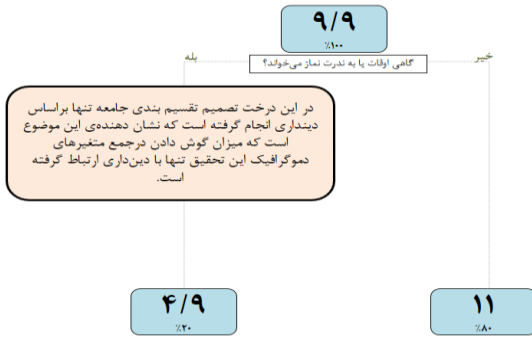 ۹/۹
٪۱۰۰
گاهی اوقات یا به ندرت نماز می‌خواند؟
بله
خیر
در این درخت تصمیم تقسیم بندی جامعه تنها براساس
دینداری انجام گرفته است که نشان دهنده‌ی این موضوع
است که میزان گوش دادن درجمع متغیرهای
دموگرافیک این تحقیق تنها با دین‌داری ارتباط گرفته
است.
۴/۹
٪۲۰
۱۱
٪۸۰